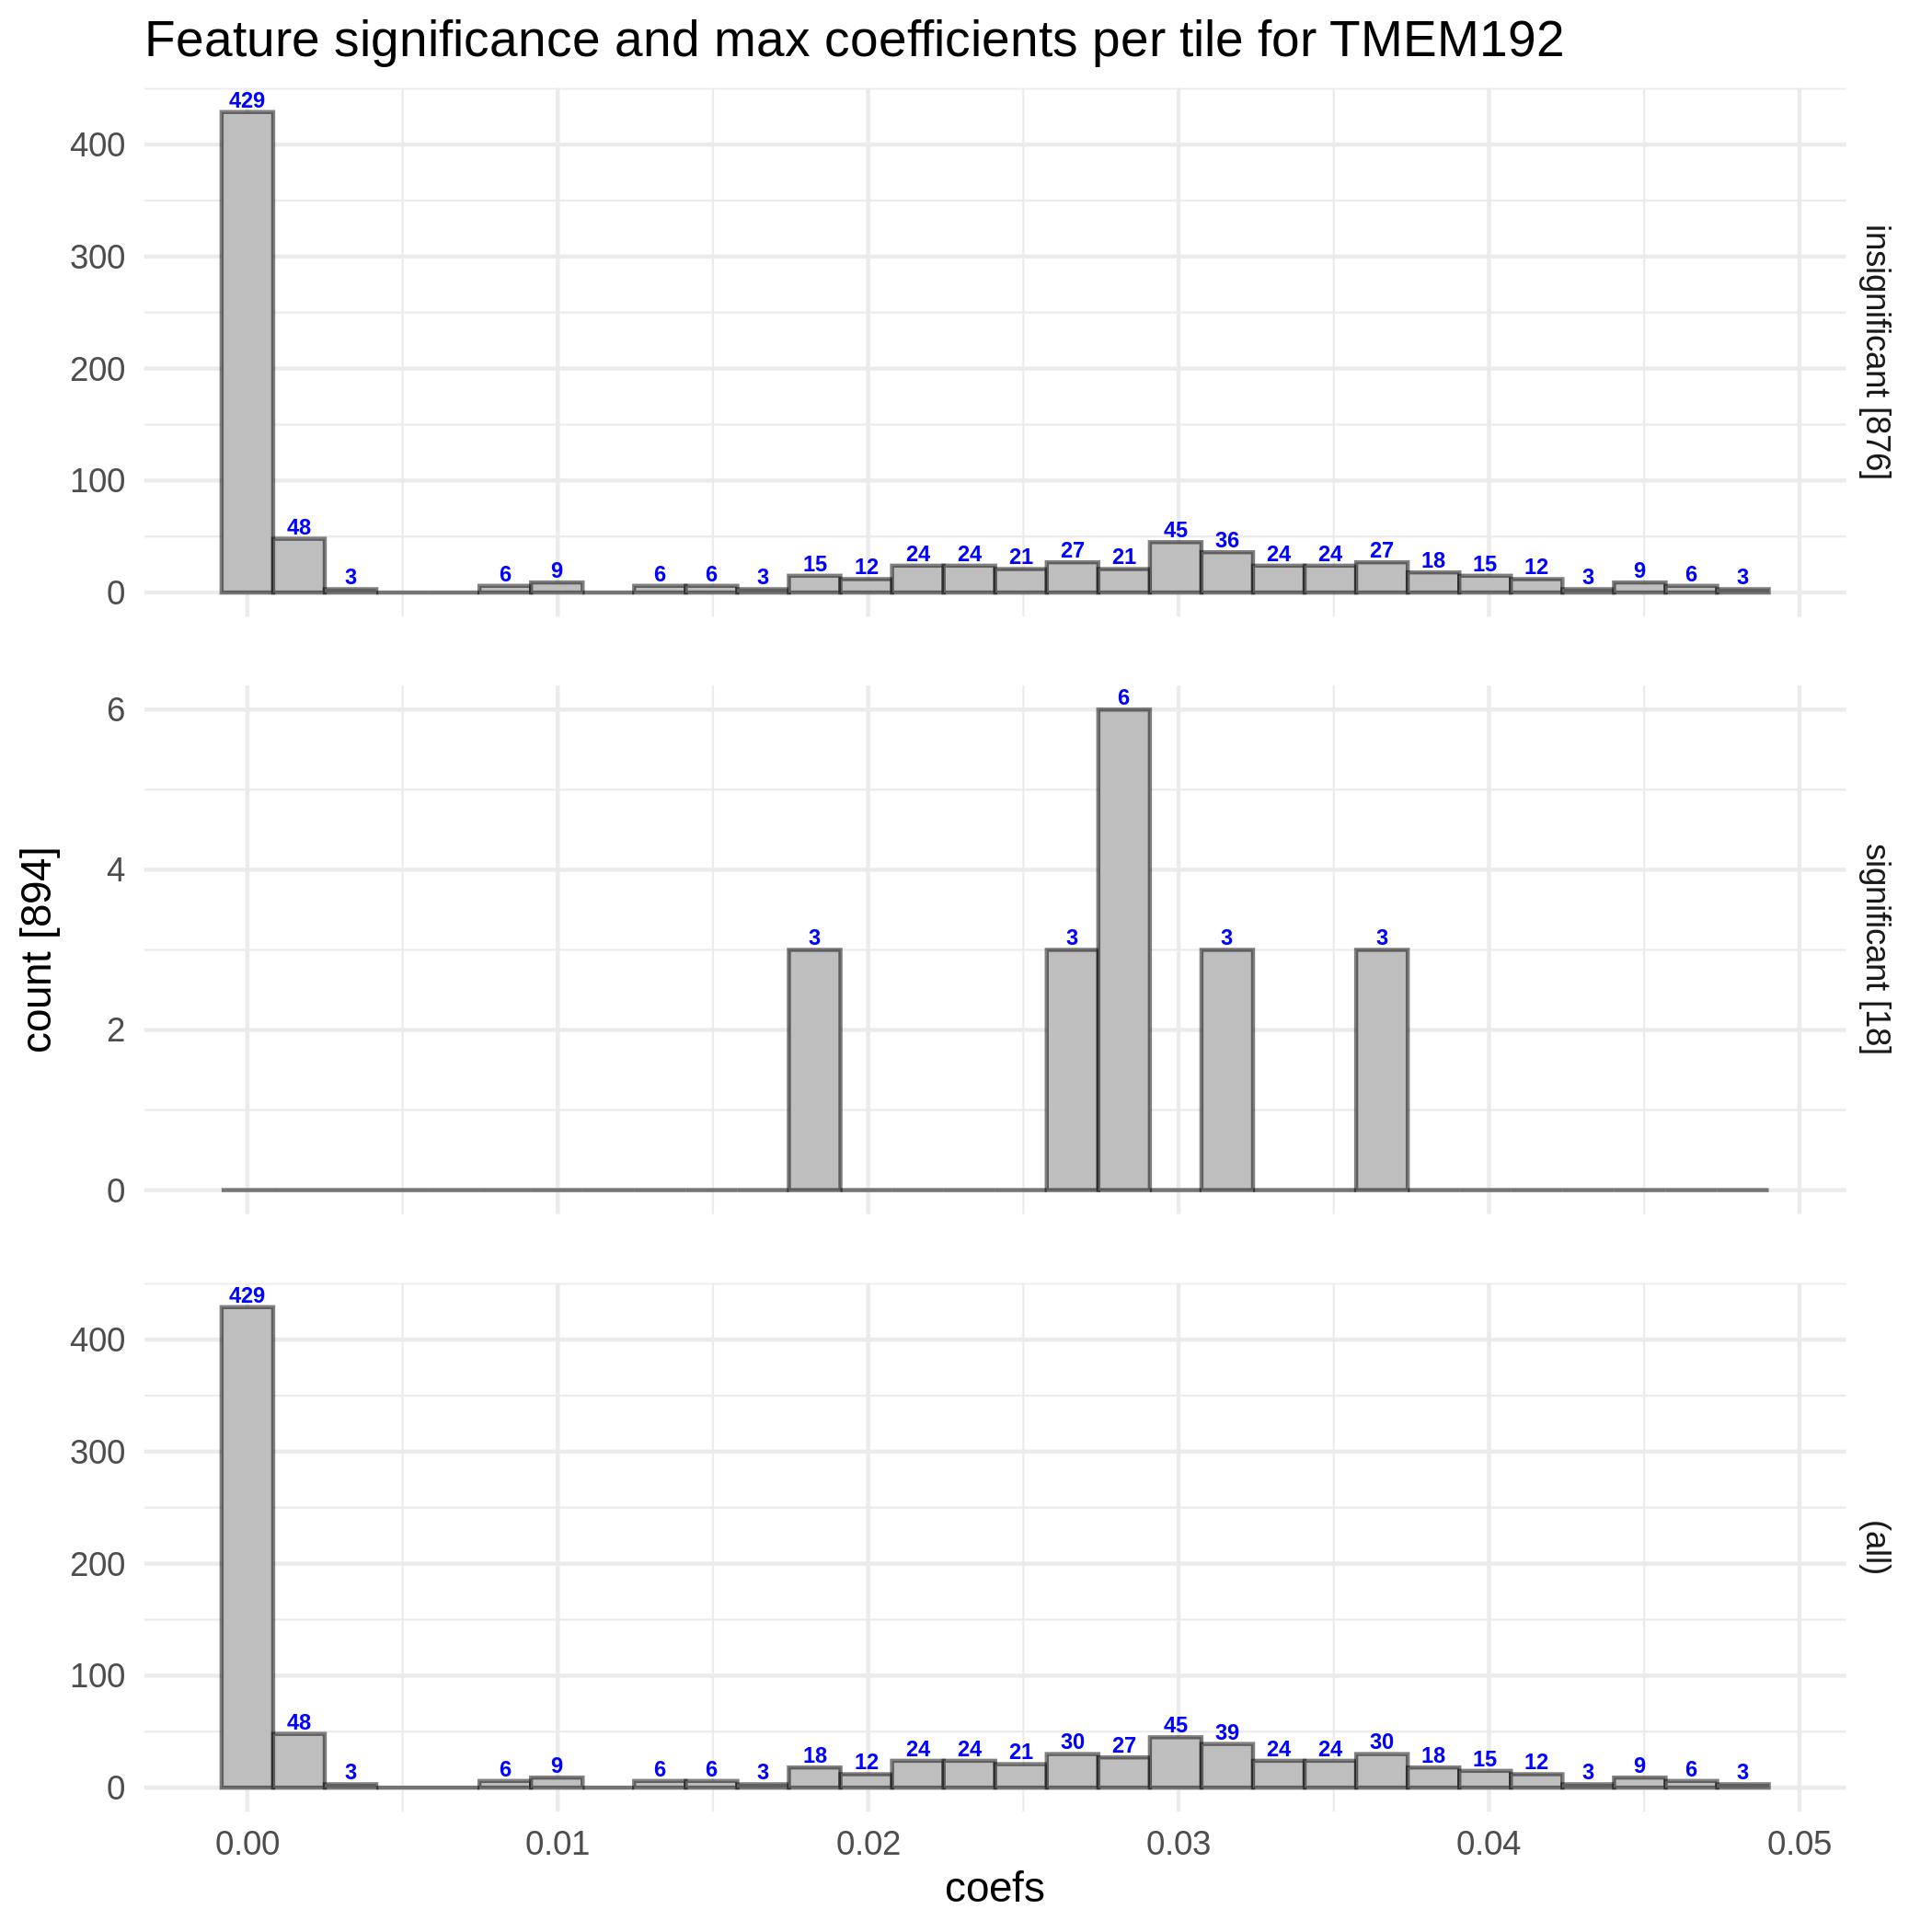 Feature significance and max coefficients per tile for TMEM192
count [894]
400
300
200
100
0
429 48 3 6 9 6 6 3 15 12 24 24 21 27 21 45 36 24 24 27 18 15 12 3 9 6 3
insignificant [876]
6
4
2
0
3 3 6 3 3
significant [18]
400
300
200
100
0
429 48 3 6 9 6 6 3 18 12 24 24 21 30 27 45 39 24 24 30 18 15 12 3 9 6 3
(all)
0.00 0.01 0.02 0.03 0.04 0.05
coefs